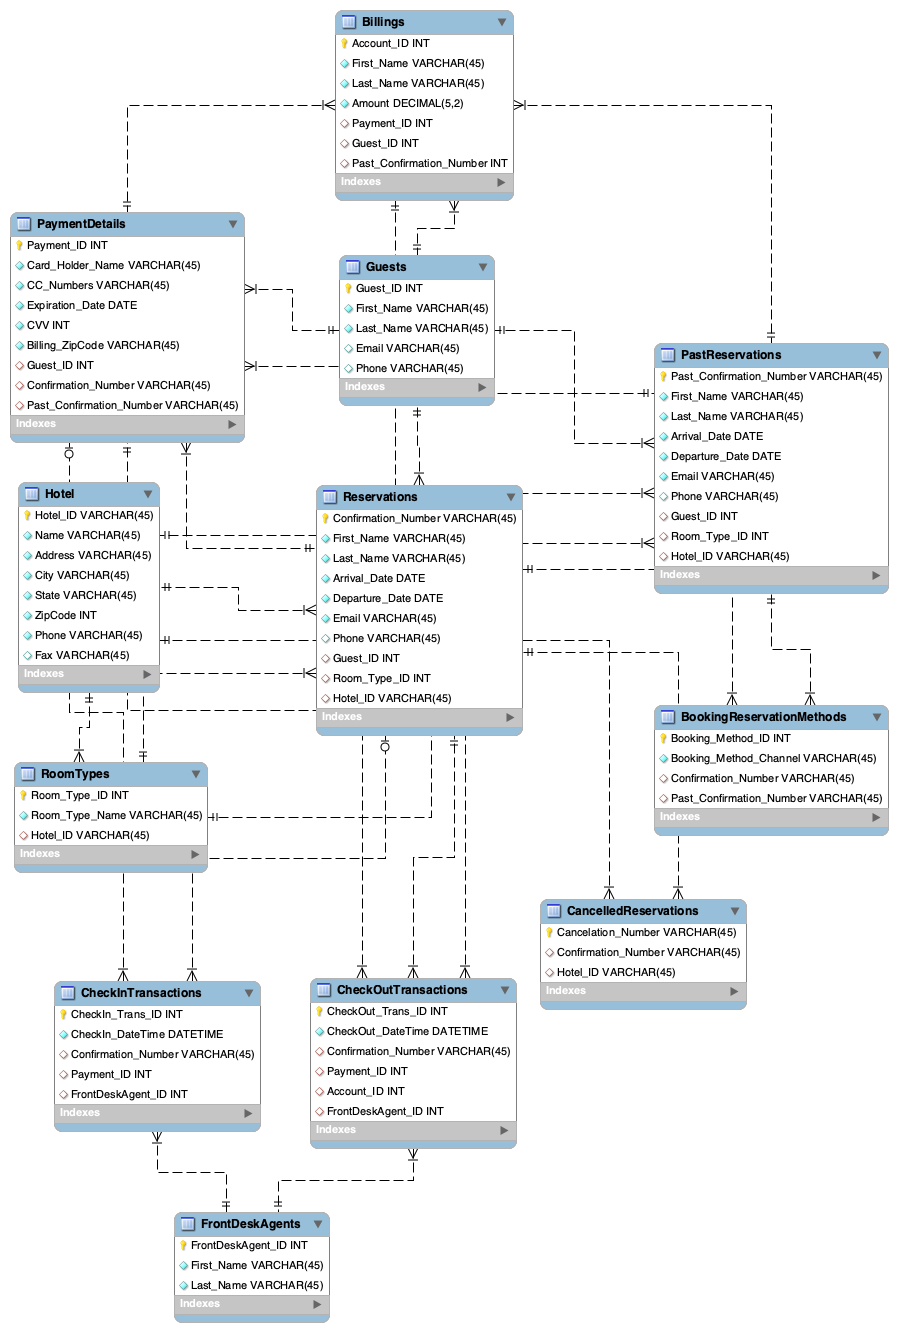 Billings
Account_ID INT
First_Name VARCHAR(45)
Last_Name VARCHAR(45)
Amount DECIMAL(5,2)
Payment_ID INT
Guest_ID INT
Past_Confirmation_Number INT
Indexes
PaymentDetails
Payment_ID INT
Card_Holder_Name VARCHAR(45)
CC_Numbers VARCHAR(45)
Expiration_Date DATE
CVV INT
Billing_ZipCode VARCHAR(45)
Guest_ID INT
Confirmation_Number VARCHAR(45)
Past_Confirmation_Number VARCHAR(45)
Indexes
Guests
Guest_ID INT
First_Name VARCHAR(45)
Last_Name VARCHAR(45)
Email VARCHAR(45)
Phone VARCHAR(45)
Indexes
PastReservations
Past_Confirmation_Number VARCHAR(45)
First_Name VARCHAR(45)
Last_Name VARCHAR(45)
Arrival_Date DATE
Departure_Date DATE
Email VARCHAR(45)
Phone VARCHAR(45)
Guest_ID INT
Room_Type_ID INT
Hotel_ID VARCHAR(45)
Indexes
Hotel
Hotel_ID VARCHAR(45)
Name VARCHAR(45)
Address VARCHAR(45)
City VARCHAR(45)
State VARCHAR(45)
ZipCode INT
Phone VARCHAR(45)
Fax VARCHAR(45)
Indexes
Reservations
Confirmation_Number VARCHAR(45)
First_Name VARCHAR(45)
Last_Name VARCHAR(45)
Arrival_Date DATE
Departure_Date DATE
Email VARCHAR(45)
Phone VARCHAR(45)
Guest_ID INT
Room_Type_ID INT
Hotel_ID VARCHAR(45)
Indexes
BookingReservationMethods
Booking_Method_ID INT
Booking_Method_Channel VARCHAR(45)
Confirmation_Number VARCHAR(45)
Past_Confirmation_Number VARCHAR(45)
Indexes
RoomTypes
Room_Type_ID INT
Room_Type_Name VARCHAR(45)
Hotel_ID VARCHAR(45)
Indexes
CancelledReservations
Cancelation_Number VARCHAR(45)
Confirmation_Number VARCHAR(45)
Hotel_ID VARCHAR(45)
Indexes
CheckInTransactions
CheckIn_Trans_ID INT
CheckIn_DateTime DATETIME
Confirmation_Number VARCHAR(45)
Payment_ID INT
FrontDeskAgent_ID INT
Indexes
CheckOutTransactions
CheckOut_Trans_ID INT
CheckOut_DateTime DATETIME
Confirmation_Number VARCHAR(45)
Payment_ID INT
Account_ID INT
FrontDeskAgent_ID INT
Indexes
FrontDeskAgents
FrontDeskAgent_ID INT
First_Name VARCHAR(45)
Last_Name VARCHAR(45)
Indexes